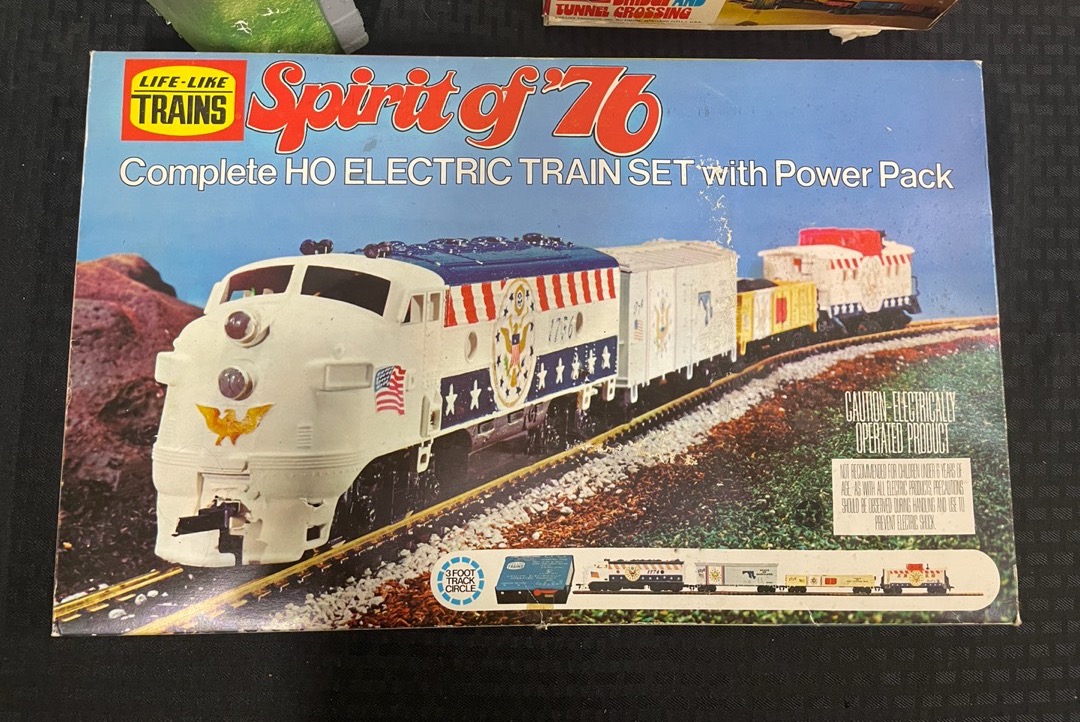 TUNNEL CROSSING
LIFE-LIKE
TRAINS
Spirit of '76
Complete HO ELECTRIC TRAIN SET with Power Pack
1776
CAUTION-ELECTRICALLY
OPERATED PRODUCT
NOT RECOMMENDED FOR CHILDREN UNDER 8 YEARS OF
AGE. AS WITH ALL ELECTRIC PRODUCTS, PRECAUTIONS
SHOULD BE OBSERVED DURING HANDLING AND USE TO
PREVENT ELECTRIC SHOCK.
3 FOOT
TRACK
CIRCLE
1776